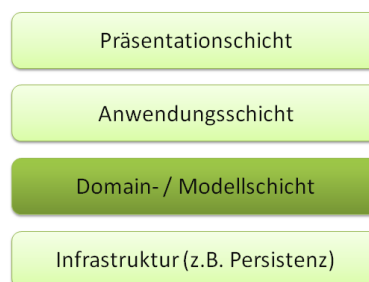 Präsentationschicht
Anwendungsschicht
Domain- / Modellschicht
Infrastruktur (z.B. Persistenz)